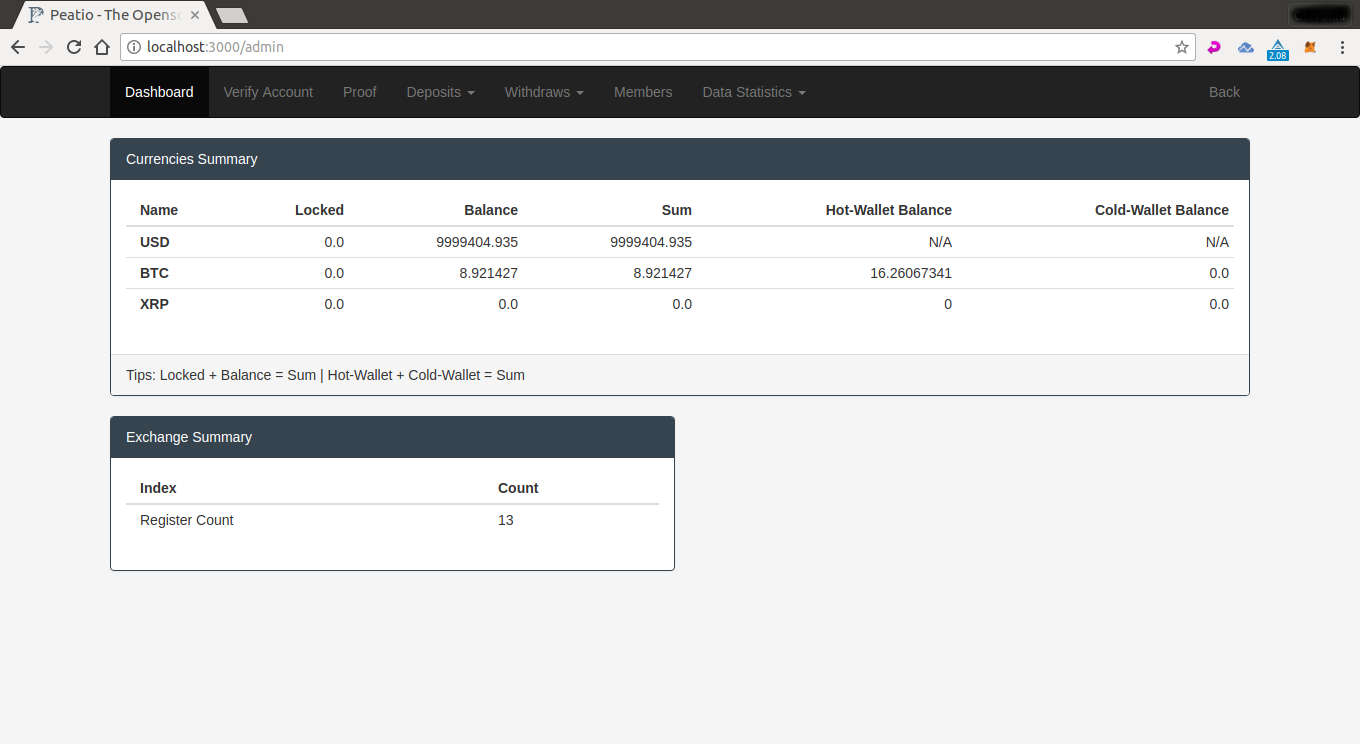 Peatio - The Openso
localhost:3000/admin
2.08
Dashboard Verify Account Proof Deposits Withdraws Members Data Statistics Back
Currencies Summary
Name Locked Balance Sum Hot-Wallet Balance Cold-Wallet Balance
USD 0.0 9999404.935 9999404.935 N/A N/A
BTC 0.0 8.921427 8.921427 16.26067341 0.0
XRP 0.0 0.0 0.0 0 0.0
Tips: Locked + Balance = Sum | Hot-Wallet + Cold-Wallet = Sum
Exchange Summary
Index Count
Register Count 13